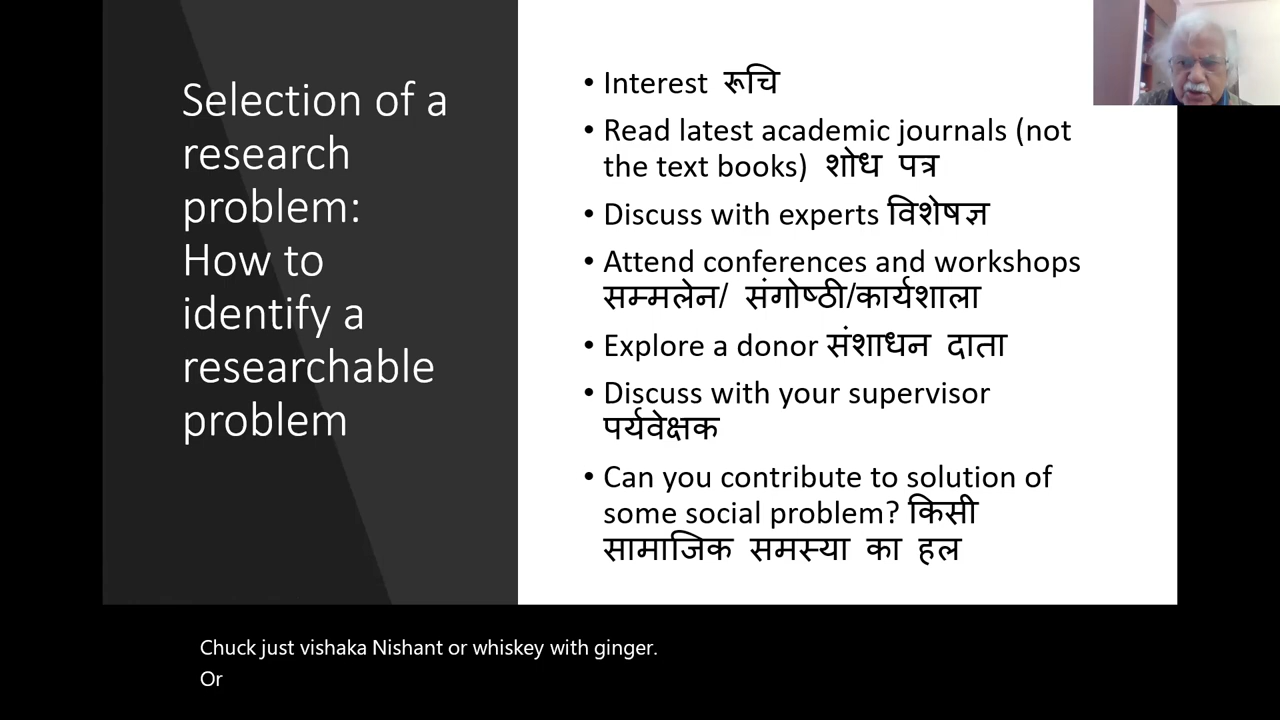 Selection of a
research
problem:
How to
identify a
researchable
problem
• Interest रूचि
• Read latest academic journals (not
the text books) शोध पत्र
• Discuss with experts विशेषज्ञ
• Attend conferences and workshops
सम्मलेन/ संगोष्ठी/कार्यशाला
• Explore a donor संशाधन दाता
• Discuss with your supervisor
पर्यवेक्षक
• Can you contribute to solution of
some social problem? किसी
सामाजिक समस्या का हल
Chuck just vishaka Nishant or whiskey with ginger.
Or